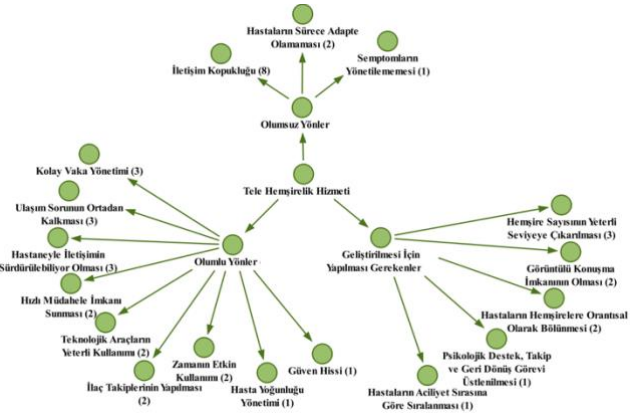 Hastaların Sürece Adapte
Olamaması (2)
Semptomların
Yönetilememesi (1)
İletişim Kopukluğu (8)
Olumsuz Yönler
Tele Hemşirelik Hizmeti
Kolay Vaka Yönetimi (3)
Ulaşım Sorunun Ortadan
Kalkması (3)
Hastaneyle İletişimin
Sürdürülebiliyor Olması (3)
Hızlı Müdahele İmkanı
Sunması (2)
Teknolojik Araçların
Yeterli Kullanımı (2)
İlaç Takiplerinin Yapılması
(2)
Zamanın Etkin
Kullanımı (2)
Hasta Yoğunluğu
Yönetimi (1)
Güven Hissi (1)
Olumlu Yönler
Geliştirilmesi İçin
Yapılması Gerekenler
Hemşire Sayısının Yeterli
Seviyeye Çıkarılması (3)
Görüntülü Konuşma
İmkanının Olması (2)
Hastaların Hemşirelere Orantısal
Olarak Bölünmesi (2)
Psikolojik Destek, Takip
ve Geri Dönüş Görevi
Üstlenilmesi (1)
Hastaların Aciliyet Sırasına
Göre Sıralanması (1)